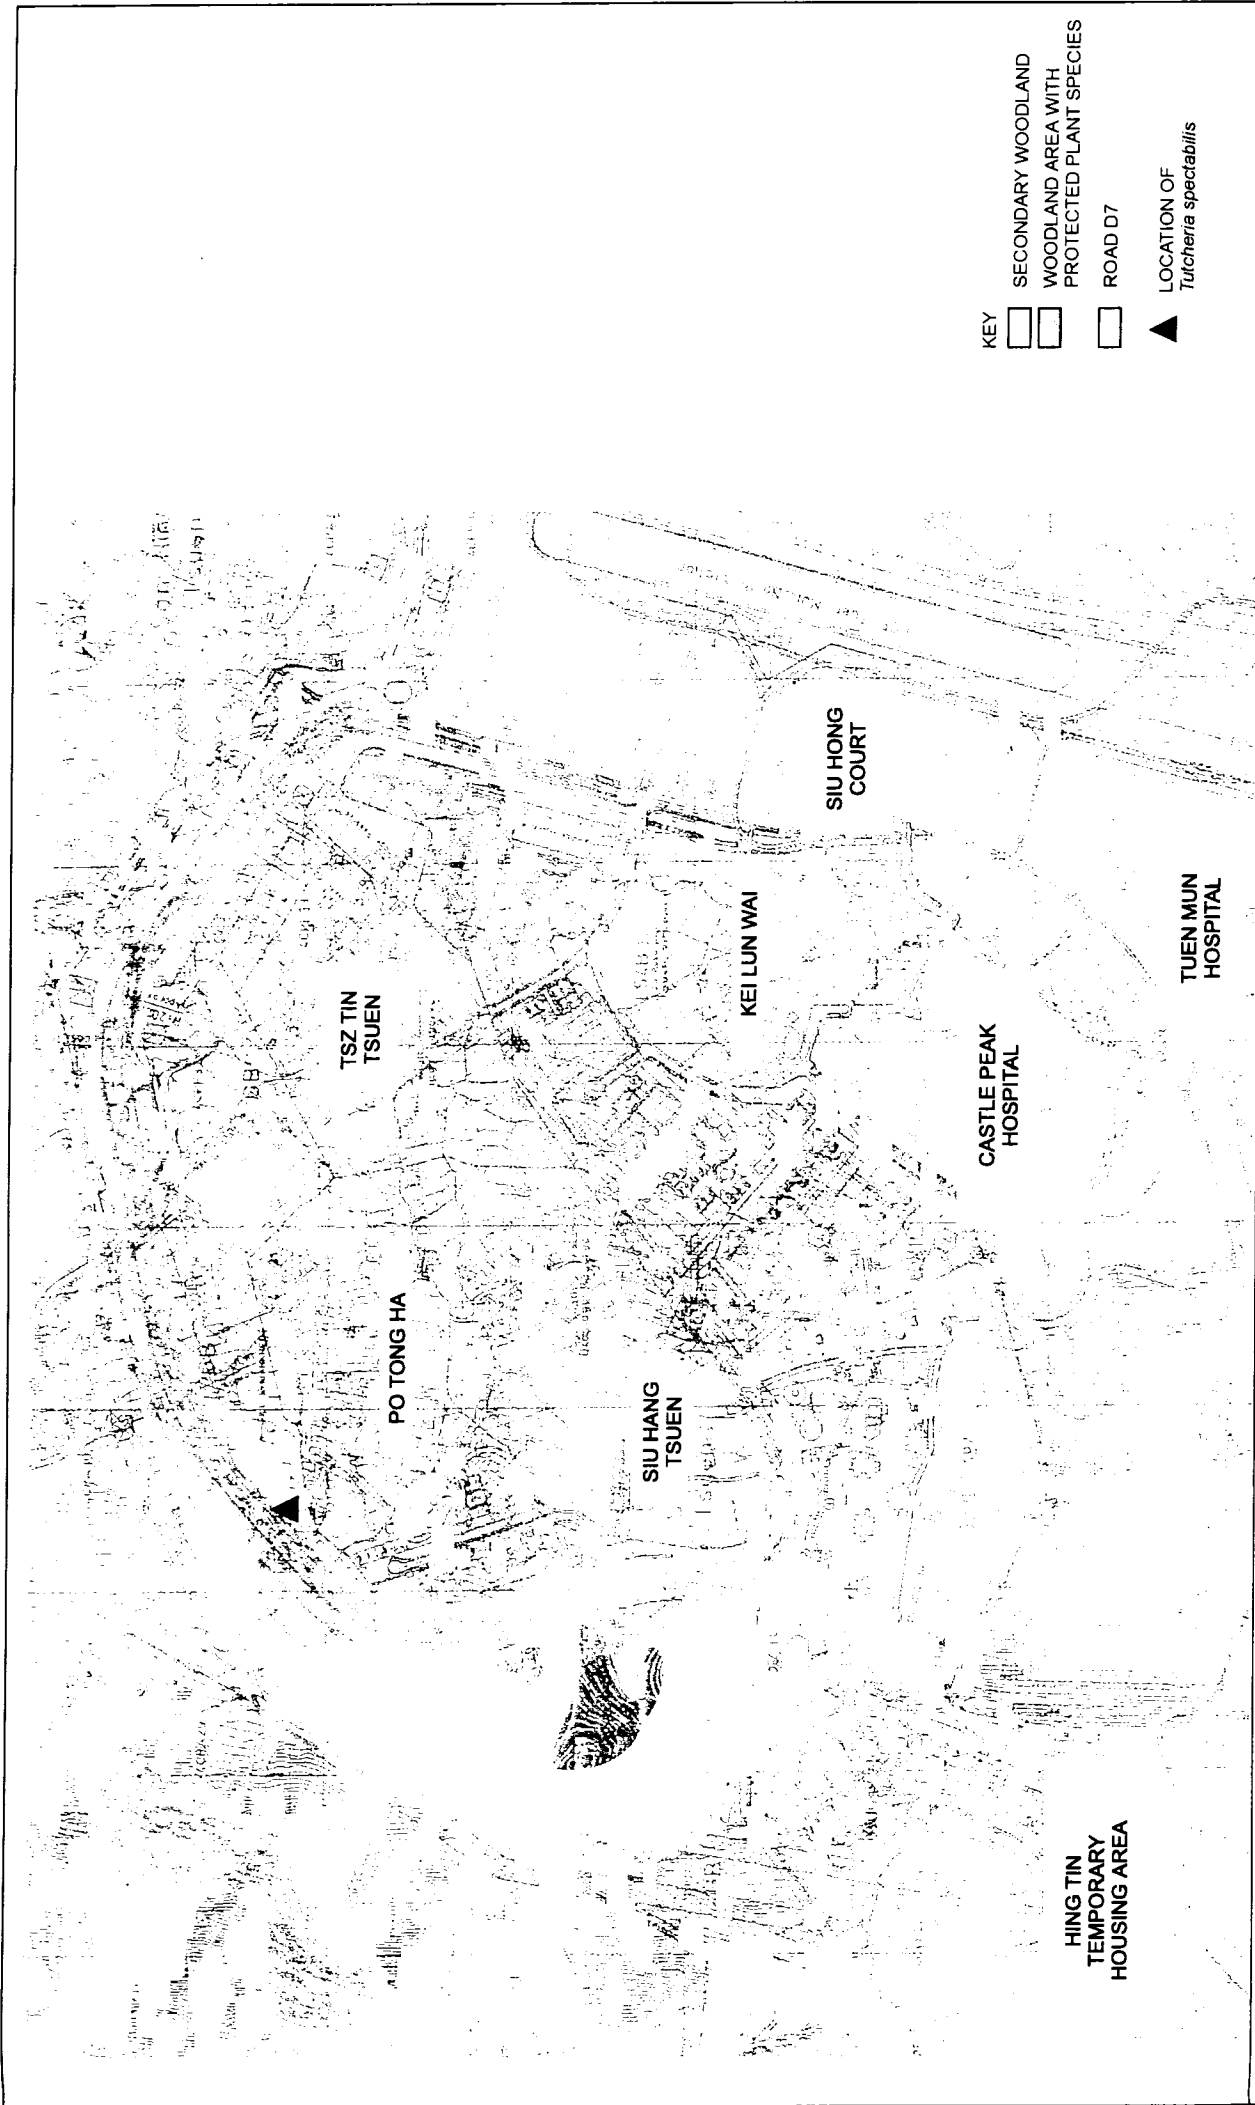 TSZ TIN
TSUEN
PO TONG HA
SIU HANG
TSUEN
KEI LUN WAI
SIU HONG
COURT
CASTLE PEAK
HOSPITAL
TUEN MUN
HOSPITAL
HING TIN
TEMPORARY
HOUSING AREA
KEY
SECONDARY WOODLAND
WOODLAND AREA WITH
PROTECTED PLANT SPECIES
ROAD D7
LOCATION OF
Tutcheria spectabilis